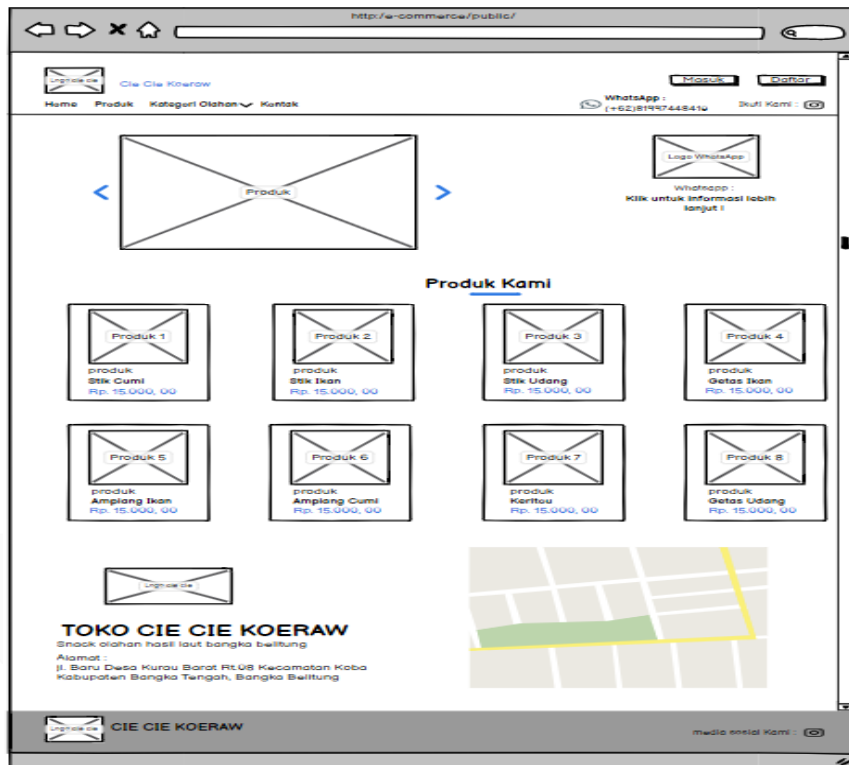 http:/e-commerce/public/
Cie Cie Koeraw
Masuk
Daftar
Home Produk Kategori Olahan Kontak
WhatsApp :
(+62)81997448419
Ikuti Kami :
Produk
Logo WhatsApp
Whatsapp :
Klik untuk informasi lebih
lanjut !
Produk Kami
Produk 1
produk
Stik Cumi
Rp. 15.000, 00
Produk 2
produk
Stik Ikan
Rp. 15.000, 00
Produk 3
produk
Stik Udang
Rp. 15.000, 00
Produk 4
produk
Getas Ikan
Rp. 15.000, 00
Produk 5
produk
Amplang Ikan
Rp. 15.000, 00
Produk 6
produk
Amplang Cumi
Rp. 15.000, 00
Produk 7
produk
Rp. 15.000, 00
Produk 8
produk
Getas Udang
Rp. 15.000, 00
TOKO CIE CIE KOERAW
Snack olahan hasil laut bangka belitung
Alamat :
jl. Baru Desa Kurau Barat Rt.08 Kecamatan Koba
Kabupaten Bangka Tengah, Bangka Belitung
CIE CIE KOERAW
media sosial Kami :